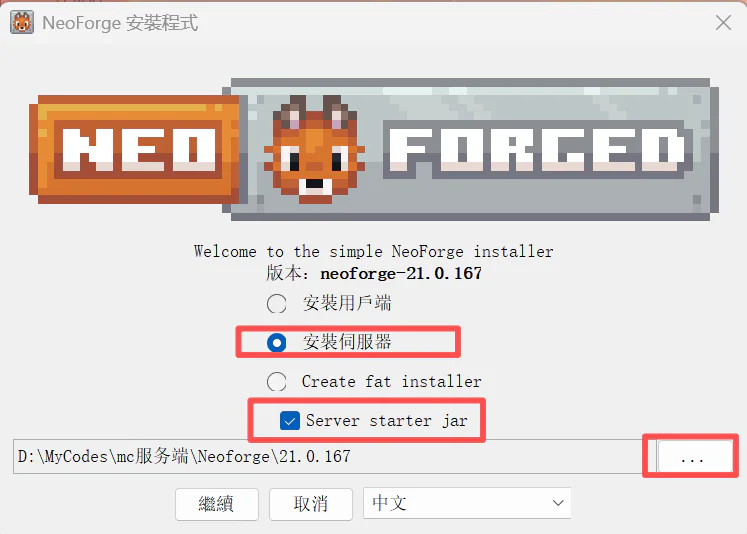 NeoForge 安裝程式
NEO FORGED
Welcome to the simple NeoForge installer
版本: neoforge-21.0.167
安裝用戶端
安裝伺服器
Create fat installer
Server starter jar
D:\MyCodes\mc服务端\Neoforge\21.0.167
...
繼續 取消 中文